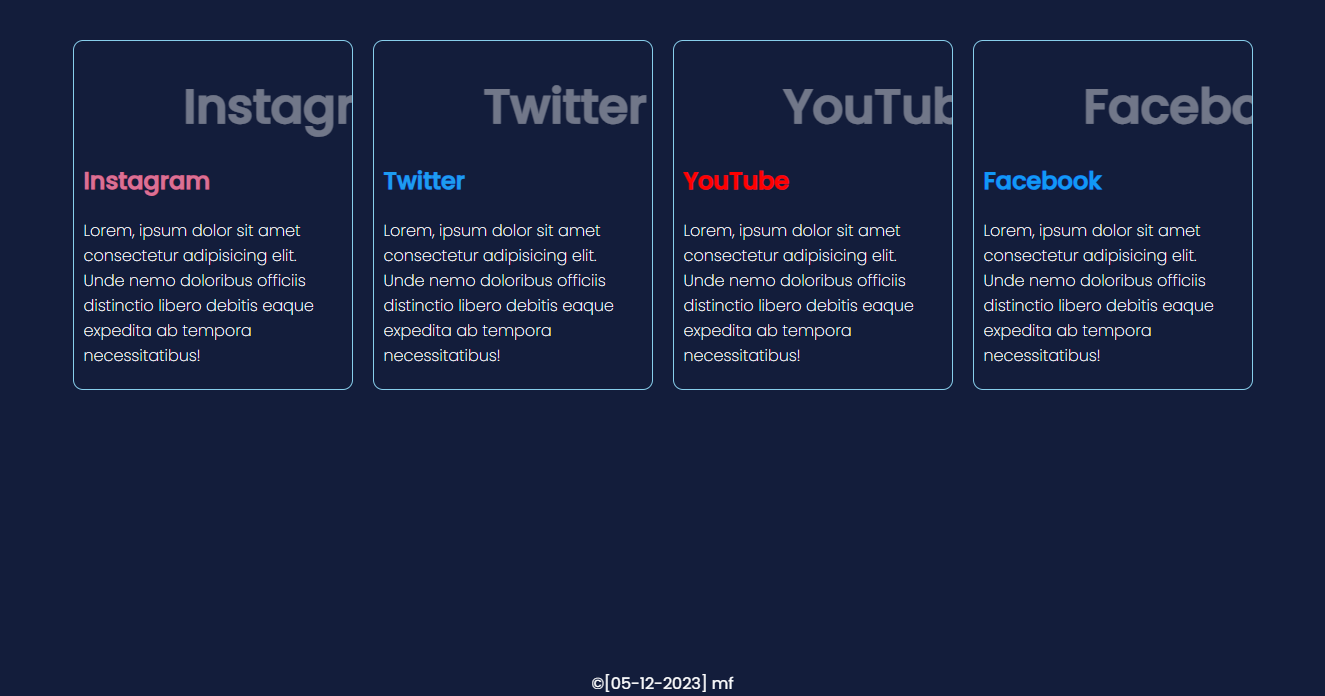 Instagr
Instagram
Lorem, ipsum dolor sit amet
consectetur adipisicing elit.
Unde nemo doloribus officiis
distinctio libero debitis eaque
expedita ab tempora
necessitatibus!
Twitter
Twitter
Lorem, ipsum dolor sit amet
consectetur adipisicing elit.
Unde nemo doloribus officiis
distinctio libero debitis eaque
expedita ab tempora
necessitatibus!
YouTub
YouTube
Lorem, ipsum dolor sit amet
consectetur adipisicing elit.
Unde nemo doloribus officiis
distinctio libero debitis eaque
expedita ab tempora
necessitatibus!
Facebo
Facebook
Lorem, ipsum dolor sit amet
consectetur adipisicing elit.
Unde nemo doloribus officiis
distinctio libero debitis eaque
expedita ab tempora
necessitatibus!
©[05-12-2023] mf